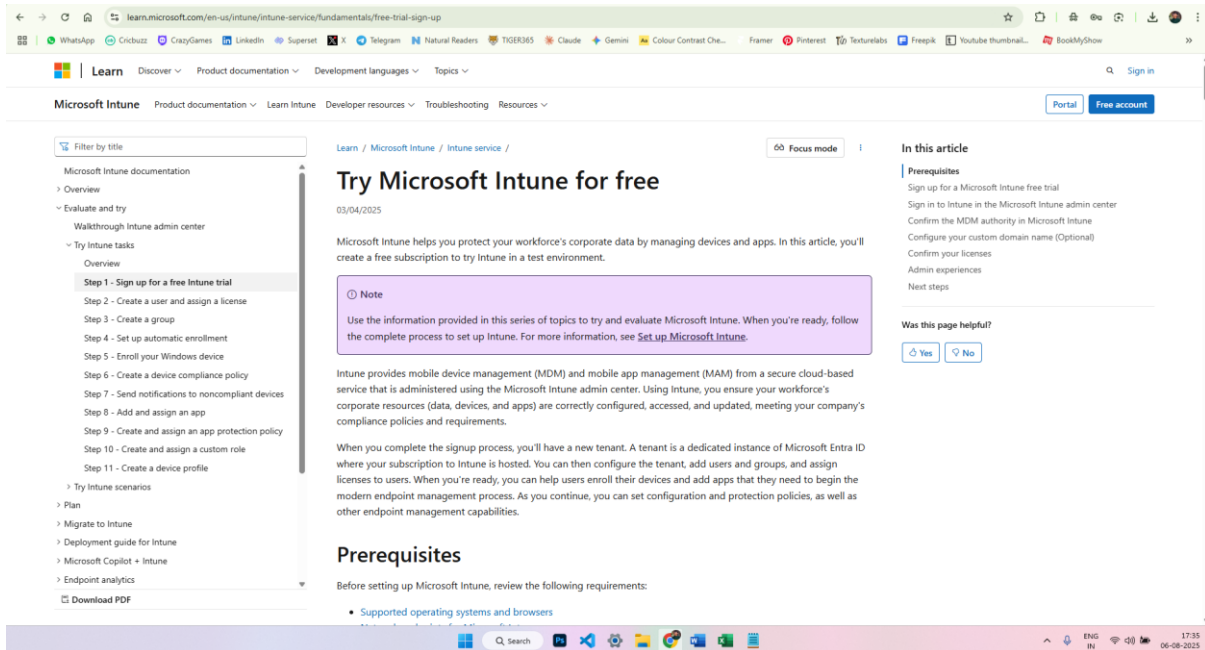 learn.microsoft.com/en-us/intune/intune-service/fundamentals/free-trial-sign-up
WhatsApp Cricbuzz CrazyGames LinkedIn Superset X Telegram Natural Readers TIGER365 Claude Gemini Colour Contrast Che... Framer Pinterest Texturelabs Freepik Youtube thumbnail... BookMyShow »
Learn Discover Product documentation Development languages Topics Sign in
Microsoft Intune Product documentation Learn Intune Developer resources Troubleshooting Resources Portal Free account
Filter by title
Microsoft Intune documentation
Overview
Evaluate and try
Walkthrough Intune admin center
Try Intune tasks
Overview
Step 1 - Sign up for a free Intune trial
Step 2 - Create a user and assign a license
Step 3 - Create a group
Step 4 - Set up automatic enrollment
Step 5 - Enroll your Windows device
Step 6 - Create a device compliance policy
Step 7 - Send notifications to noncompliant devices
Step 8 - Add and assign an app
Step 9 - Create and assign an app protection policy
Step 10 - Create and assign a custom role
Step 11 - Create a device profile
Try Intune scenarios
Plan
Migrate to Intune
Deployment guide for Intune
Microsoft Copilot + Intune
Endpoint analytics
Download PDF
Learn / Microsoft Intune / Intune service /
Focus mode
Try Microsoft Intune for free
03/04/2025
Microsoft Intune helps you protect your workforce's corporate data by managing devices and apps. In this article, you'll
create a free subscription to try Intune in a test environment.
Note
Use the information provided in this series of topics to try and evaluate Microsoft Intune. When you're ready, follow
the complete process to set up Intune. For more information, see Set up Microsoft Intune.
Intune provides mobile device management (MDM) and mobile app management (MAM) from a secure cloud-based
service that is administered using the Microsoft Intune admin center. Using Intune, you ensure your workforce's
corporate resources (data, devices, and apps) are correctly configured, accessed, and updated, meeting your company's
compliance policies and requirements.
When you complete the signup process, you'll have a new tenant. A tenant is a dedicated instance of Microsoft Entra ID
where your subscription to Intune is hosted. You can then configure the tenant, add users and groups, and assign
licenses to users. When you're ready, you can help users enroll their devices and add apps that they need to begin the
modern endpoint management process. As you continue, you can set configuration and protection policies, as well as
other endpoint management capabilities.
Prerequisites
Before setting up Microsoft Intune, review the following requirements:
• Supported operating systems and browsers
In this article
Prerequisites
Sign up for a Microsoft Intune free trial
Sign in to Intune in the Microsoft Intune admin center
Confirm the MDM authority in Microsoft Intune
Configure your custom domain name (Optional)
Confirm your licenses
Admin experiences
Next steps
Was this page helpful?
Yes No
Search
ENG
IN
17:35
06-08-2025